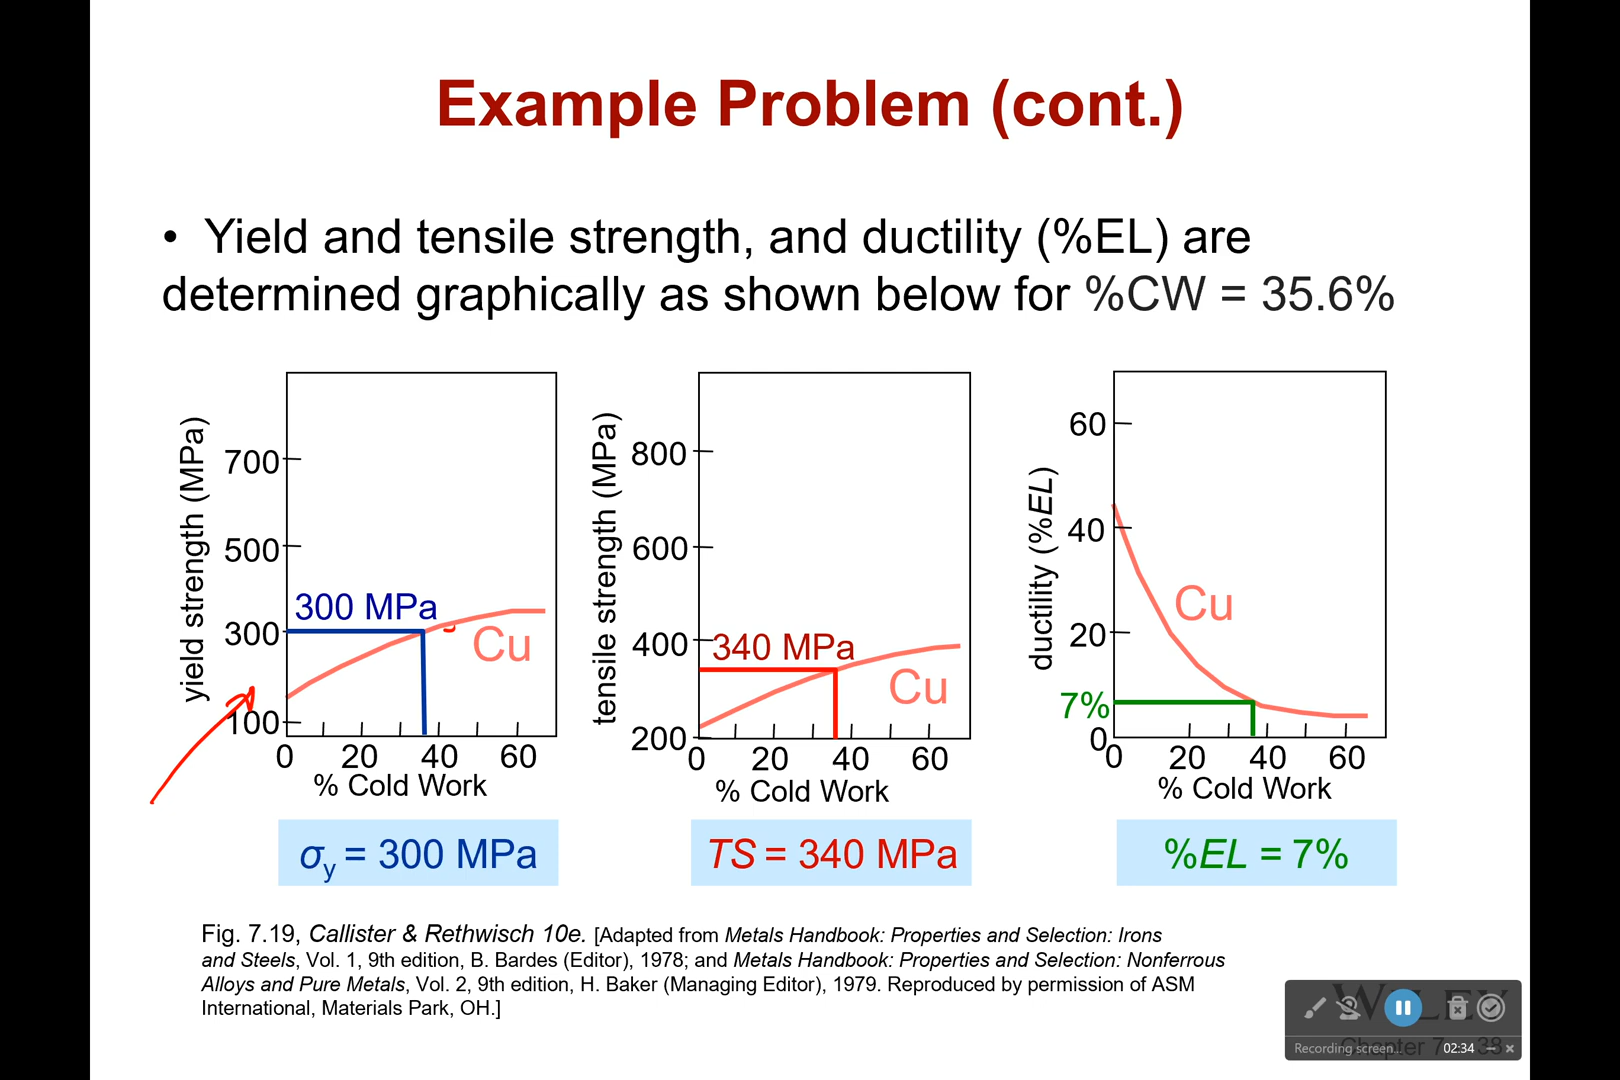 Example Problem (cont.)
• Yield and tensile strength, and ductility (%EL) are
determined graphically as shown below for %CW = 35.6%
yield strength (MPa)
700
500
300
100
300 MPa
Cu
0 20 40 60
% Cold Work
σy = 300 MPa
tensile strength (MPa)
800
600
400
200
340 MPa
Cu
0 20 40 60
% Cold Work
TS = 340 MPa
ductility (%EL)
60
40
20
7%
0
Cu
0 20 40 60
% Cold Work
%EL = 7%
Fig. 7.19, Callister & Rethwisch 10e. [Adapted from Metals Handbook: Properties and Selection: Irons
and Steels, Vol. 1, 9th edition, B. Bardes (Editor), 1978; and Metals Handbook: Properties and Selection: Nonferrous
Alloys and Pure Metals, Vol. 2, 9th edition, H. Baker (Managing Editor), 1979. Reproduced by permission of ASM
International, Materials Park, OH.]
WILEY
Chapter 7 - 38
Recording screen... 02:34